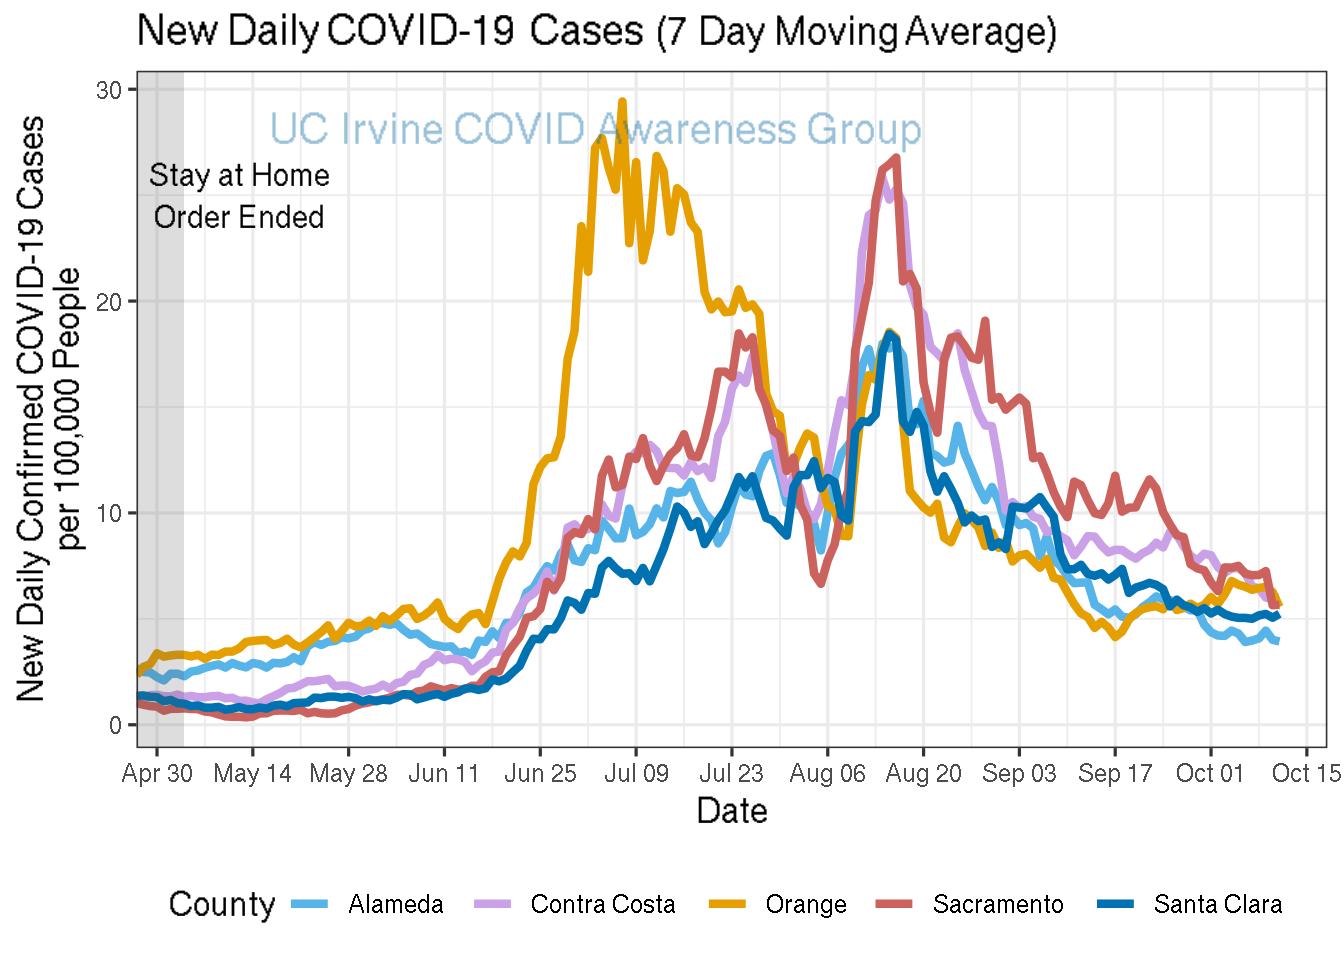 New Daily COVID-19 Cases (7 Day Moving Average)
UC Irvine COVID Awareness Group
Stay at Home
Order Ended
New Daily Confirmed COVID-19 Cases
per 100,000 People
30
20
10
0
Apr 30 May 14 May 28 Jun 11 Jun 25 Jul 09 Jul 23 Aug 06 Aug 20 Sep 03 Sep 17 Oct 01 Oct 15
Date
County Alameda Contra Costa Orange Sacramento Santa Clara